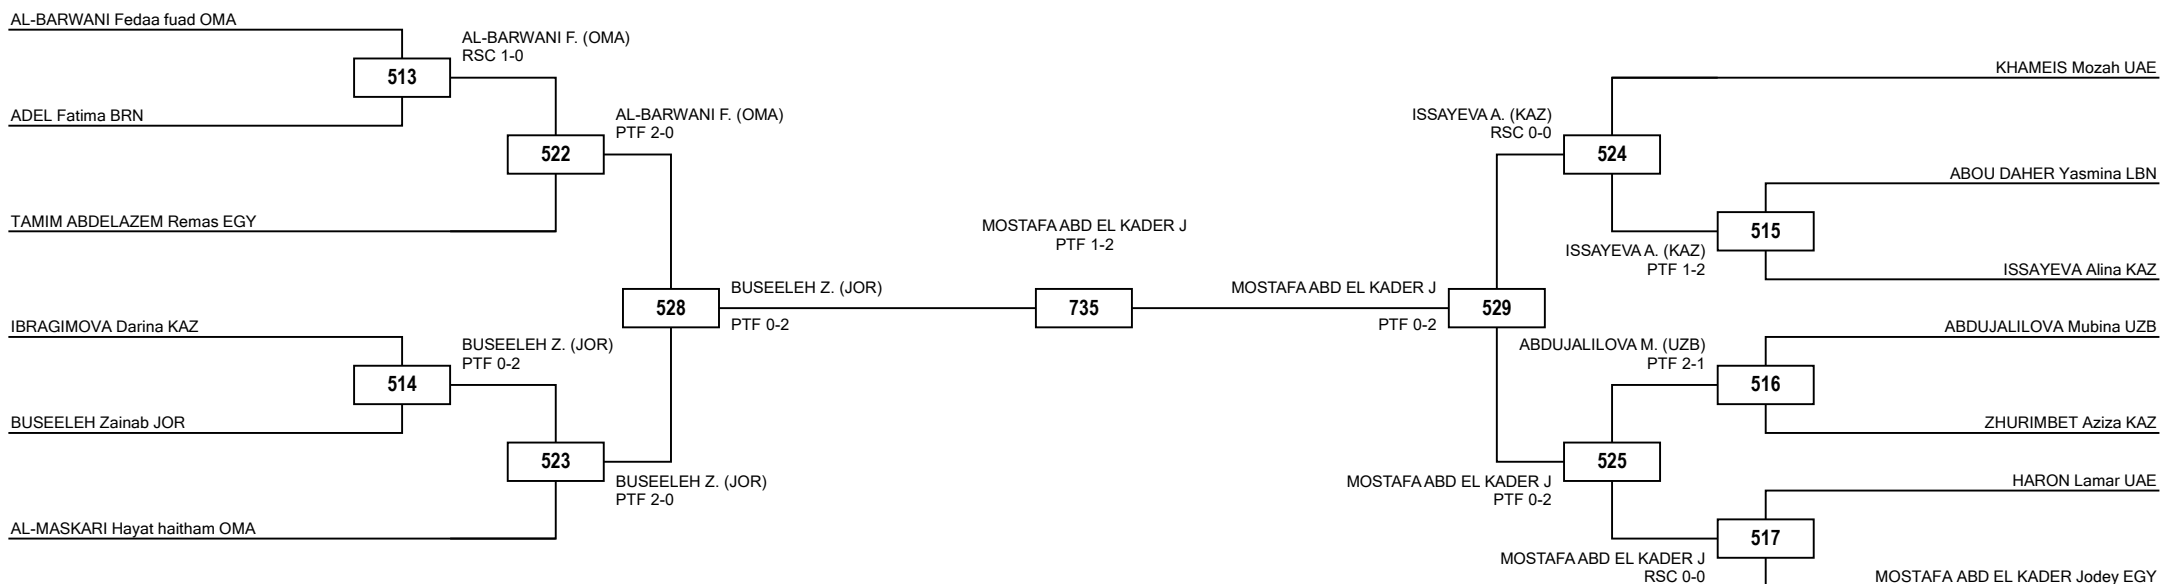 AL-BARWANI Fedaa fuad OMA
AL-BARWANI F. (OMA)
RSC 1-0
513
ADEL Fatima BRN
AL-BARWANI F. (OMA)
PTF 2-0
522
TAMIM ABDELAZEM Remas EGY
BUSEELEH Z. (JOR)
528
PTF 0-2
IBRAGIMOVA Darina KAZ
BUSEELEH Z. (JOR)
PTF 0-2
514
BUSEELEH Zainab JOR
523
BUSEELEH Z. (JOR)
PTF 2-0
AL-MASKARI Hayat haitham OMA
MOSTAFA ABD EL KADER J
PTF 1-2
735
KHAMEIS Mozah UAE
ISSAYEVA A. (KAZ)
RSC 0-0
524
ABOU DAHER Yasmina LBN
515
ISSAYEVA A. (KAZ)
PTF 1-2
ISSAYEVA Alina KAZ
MOSTAFA ABD EL KADER J
529
PTF 0-2
ABDUJALILOVA Mubina UZB
ABDUJALILOVA M. (UZB)
PTF 2-1
516
ZHURIMBET Aziza KAZ
525
MOSTAFA ABD EL KADER J
PTF 0-2
HARON Lamar UAE
517
MOSTAFA ABD EL KADER J
RSC 0-0
MOSTAFA ABD EL KADER Jodey EGY